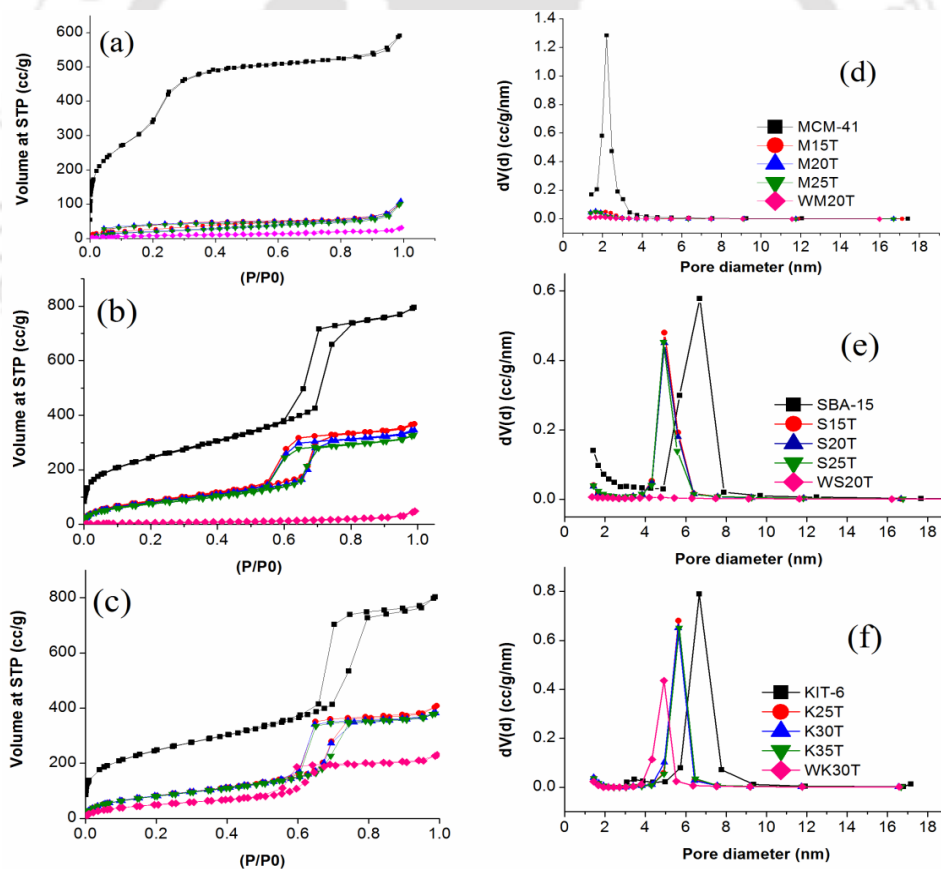 (a)
600
500
400
300
200
100
0
Volume at STP (cc/g)
0.0 0.2 0.4 0.6 0.8 1.0
(P/P0)
(d)
1.4
1.2
1.0
0.8
0.6
0.4
0.2
0.0
dV(d) (cc/g/nm)
MCM-41
M15T
M20T
M25T
WM20T
0 2 4 6 8 10 12 14 16 18
Pore diameter (nm)
(b)
800
600
400
200
0
Volume at STP (cc/g)
0.0 0.2 0.4 0.6 0.8 1.0
(P/P0)
(e)
0.6
0.4
0.2
0.0
dV(d) (cc/g/nm)
SBA-15
S15T
S20T
S25T
WS20T
0 2 4 6 8 10 12 14 16 18
Pore diameter (nm)
(c)
800
600
400
200
0
Volume at STP (cc/g)
0.0 0.2 0.4 0.6 0.8 1.0
(P/P0)
(f)
0.8
0.6
0.4
0.2
0.0
dV(d) (cc/g/nm)
KIT-6
K25T
K30T
K35T
WK30T
0 2 4 6 8 10 12 14 16 18
Pore diameter (nm)